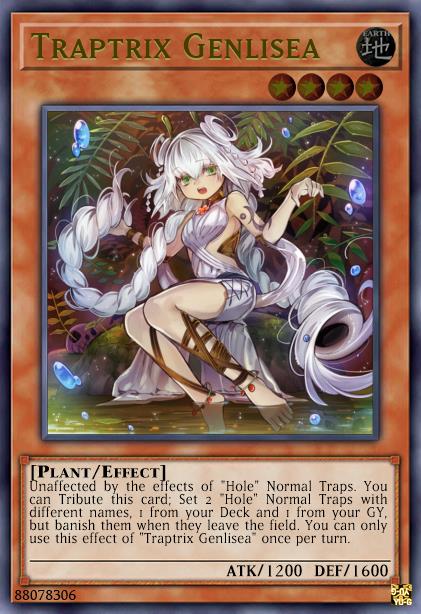 TRAPTRIX GENLISEA
EARTH
地
[PLANT/EFFECT]
Unaffected by the effects of "Hole" Normal Traps. You
can Tribute this card; Set 2 "Hole" Normal Traps with
different names, 1 from your Deck and 1 from your GY,
but banish them when they leave the field. You can only
use this effect of "Traptrix Genlisea" once per turn.
ATK/1200 DEF/1600
88078306